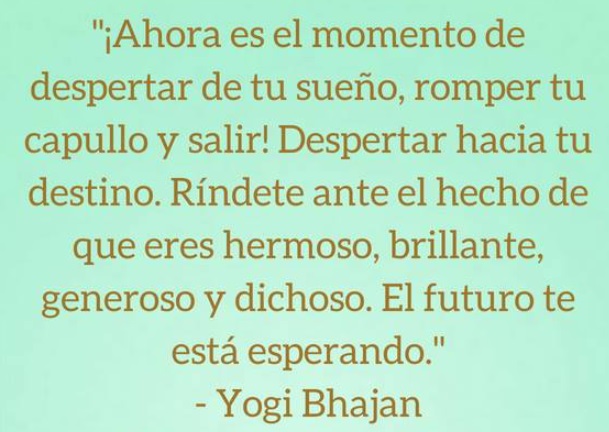 "¡Ahora es el momento de
despertar de tu sueño, romper tu
capullo y salir! Despertar hacia tu
destino. Ríndete ante el hecho de
que eres hermoso, brillante,
generoso y dichoso. El futuro te
está esperando."
- Yogi Bhajan